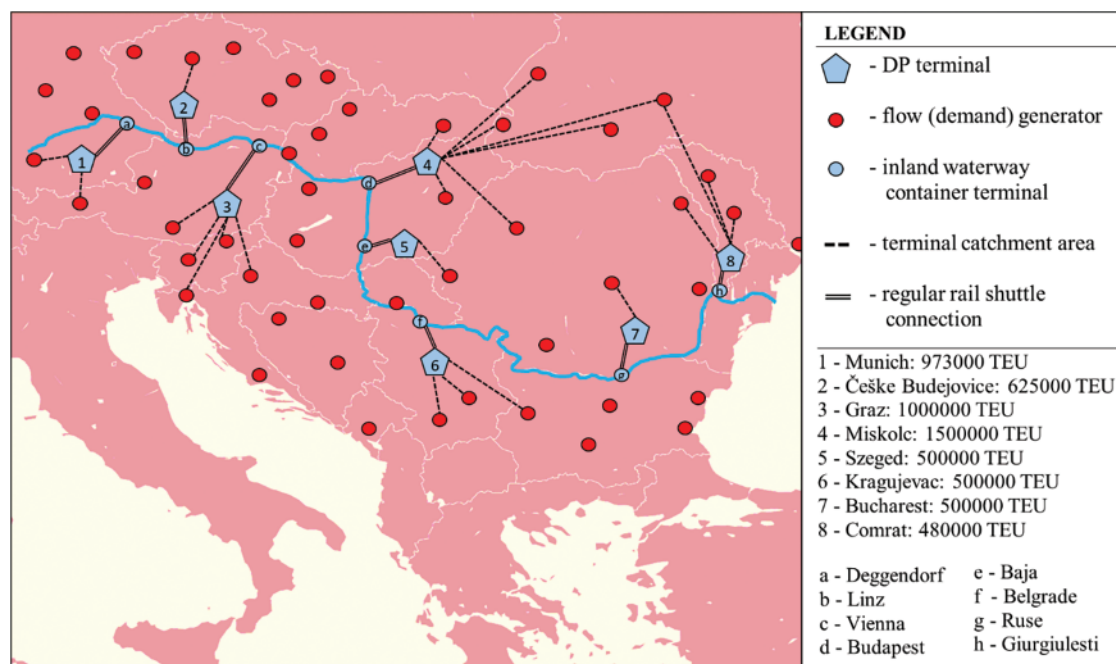 2
a
1
b
c
3
d
4
e
5
f
6
7
g
8
h
LEGEND
- DP terminal
- flow (demand) generator
- inland waterway
container terminal
- terminal catchment area
- regular rail shuttle
connection
1 - Munich: 973000 TEU
2 - Češke Budejovice: 625000 TEU
3 - Graz: 1000000 TEU
4 - Miskolc: 1500000 TEU
5 - Szeged: 500000 TEU
6 - Kragujevac: 500000 TEU
7 - Bucharest: 500000 TEU
8 - Comrat: 480000 TEU
a - Deggendorf
b - Linz
c - Vienna
d - Budapest
e - Baja
f - Belgrade
g - Ruse
h - Giurgiulesti